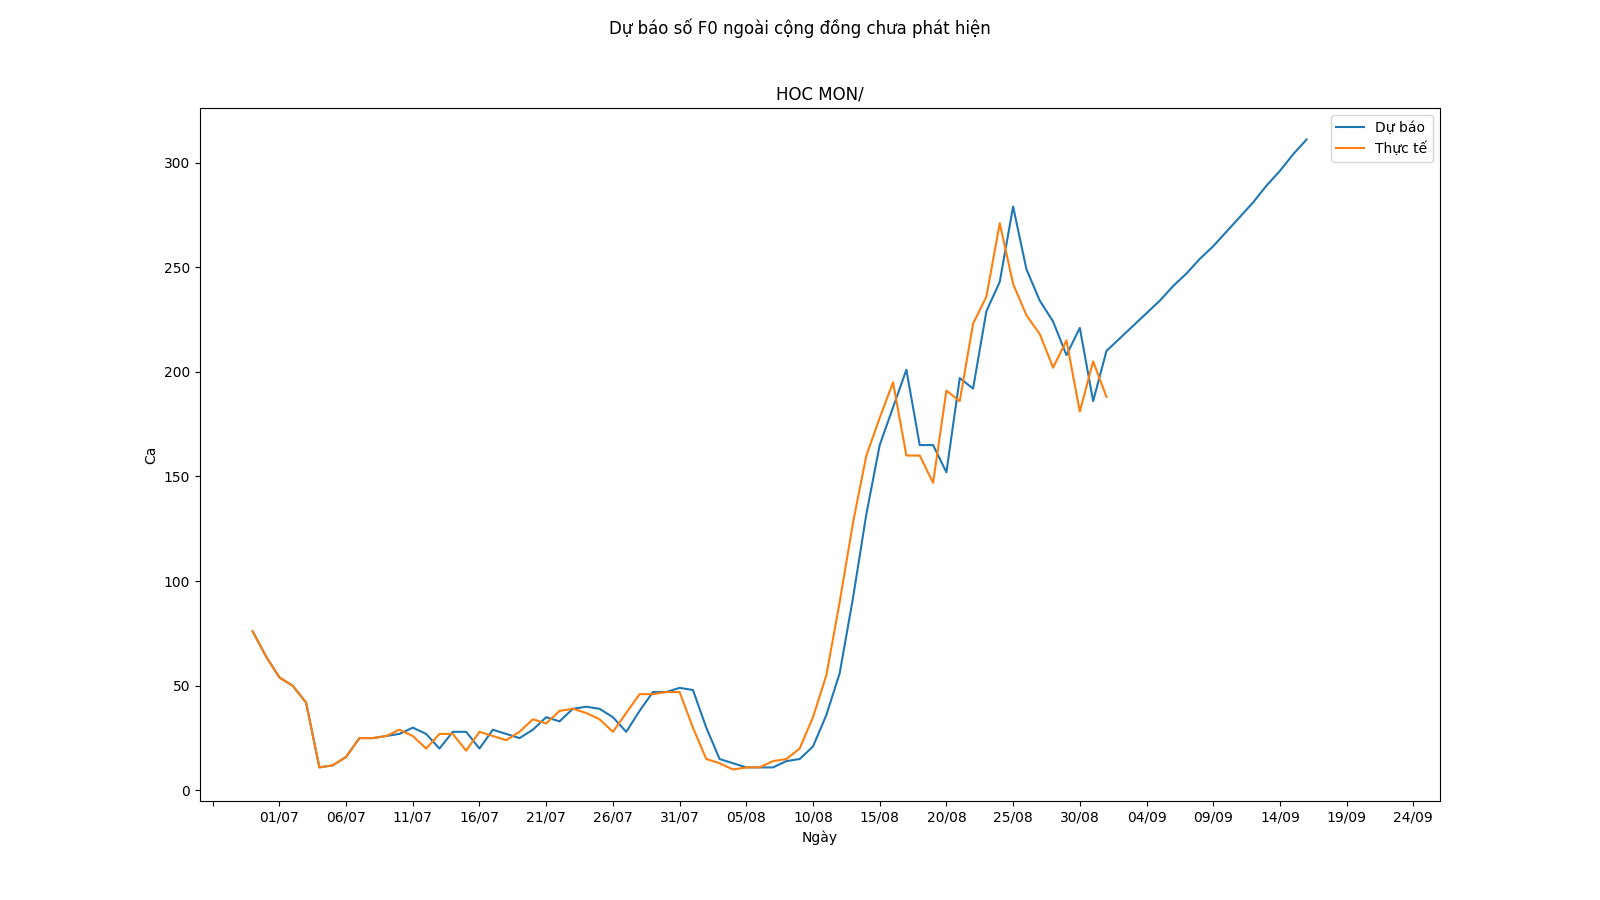 Dự báo số F0 ngoài cộng đồng chưa phát hiện
HOC MON/
Dự báo
Thực tế
300
250
200
150
100
50
0
Ca
01/07 06/07 11/07 16/07 21/07 26/07 31/07 05/08 10/08 15/08 20/08 25/08 30/08 04/09 09/09 14/09 19/09 24/09
Ngày